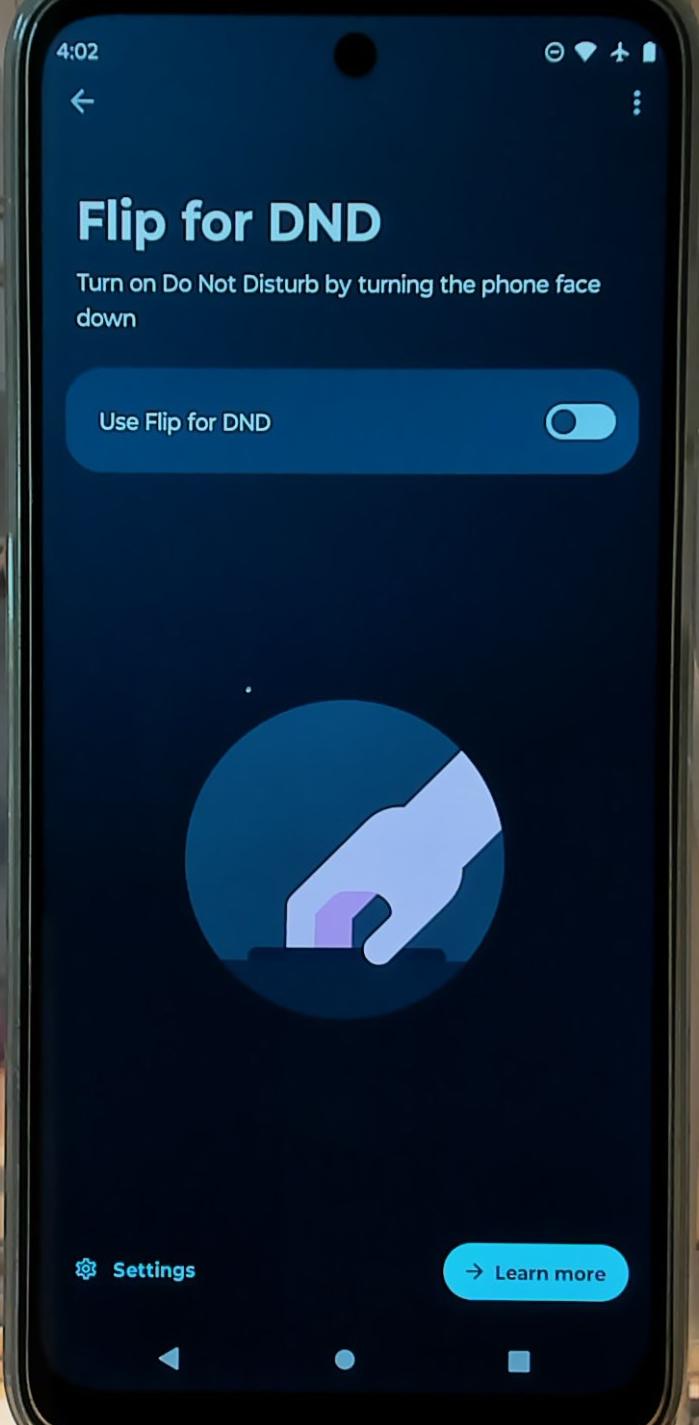 4:02
Flip for DND
Turn on Do Not Disturb by turning the phone face
down
Use Flip for DND
Settings
Learn more